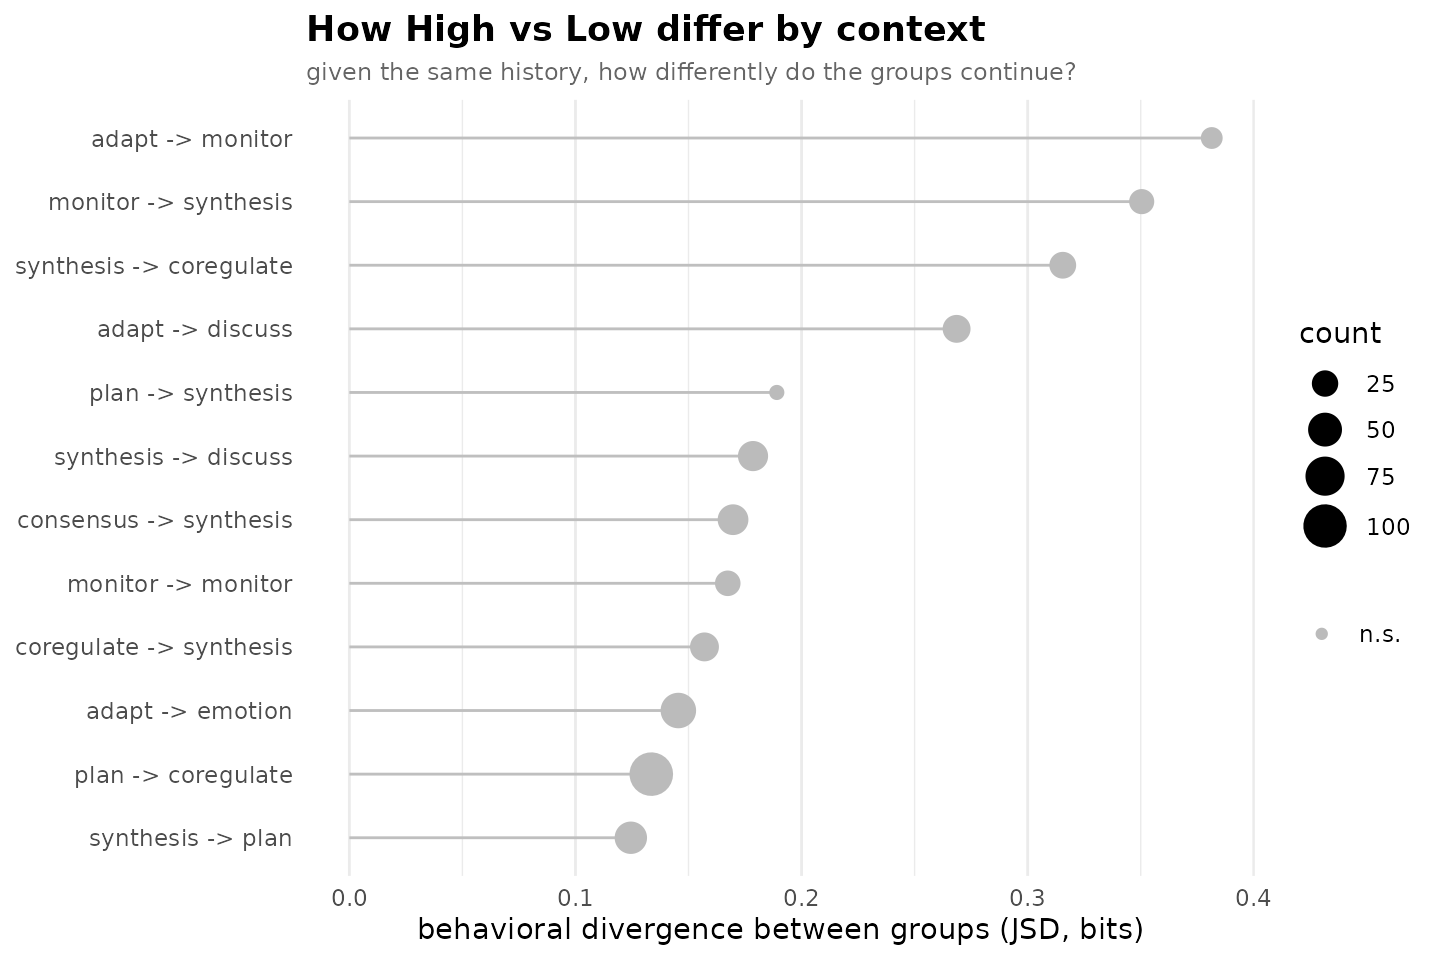 How High vs Low differ by context
given the same history, how differently do the groups continue?
adapt -> monitor
monitor -> synthesis
synthesis -> coregulate
adapt -> discuss
plan -> synthesis
synthesis -> discuss
consensus -> synthesis
monitor -> monitor
coregulate -> synthesis
adapt -> emotion
plan -> coregulate
synthesis -> plan
0.0 0.1 0.2 0.3 0.4
behavioral divergence between groups (JSD, bits)
count
25
50
75
100
n.s.